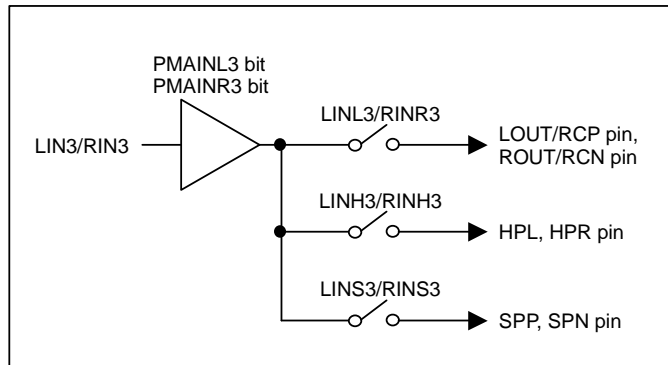 PMAINL3 bit
PMAINR3 bit
LINL3/RINR3
LIN3/RIN3
LOUT/RCP pin,
ROUT/RCN pin
LINH3/RINH3
HPL, HPR pin
LINS3/RINS3
SPP, SPN pin